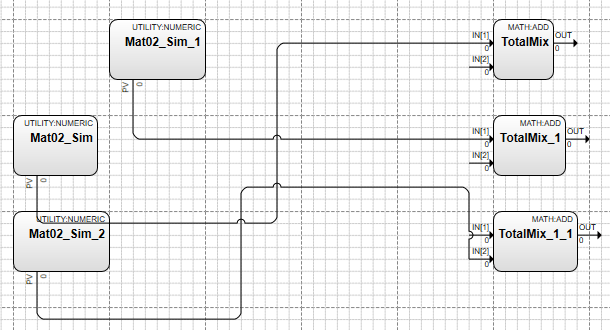 UTILITY:NUMERIC
Mat02_Sim_1
PV
0
MATH:ADD
TotalMix
IN[1]
0
IN[2]
0
OUT
0
UTILITY:NUMERIC
Mat02_Sim
PV
0
MATH:ADD
TotalMix_1
IN[1]
0
IN[2]
0
OUT
0
UTILITY:NUMERIC
Mat02_Sim_2
PV
0
MATH:ADD
TotalMix_1_1
IN[1]
0
IN[2]
0
OUT
0